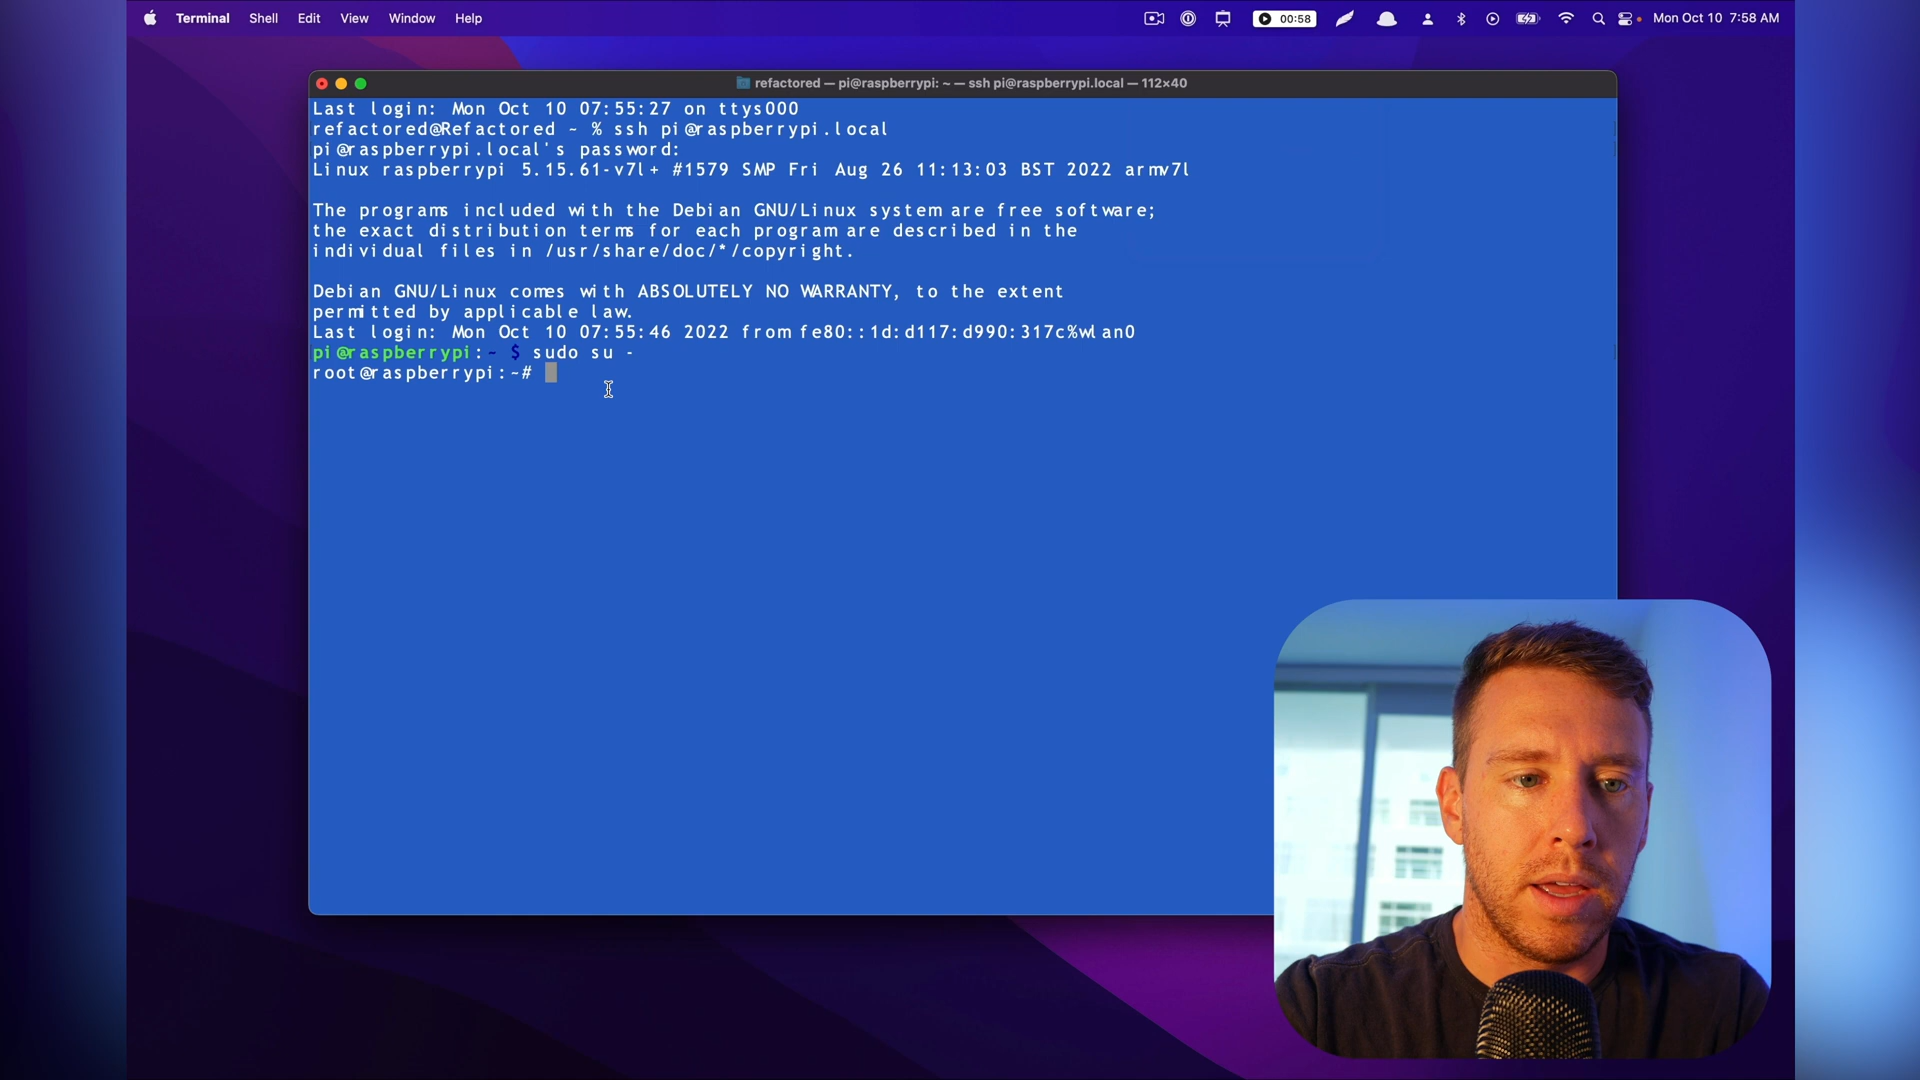 Terminal Shell Edit View Window Help 00:58 Mon Oct 10 7:58 AM
refactored — pi@raspberrypi: ~ — ssh pi@raspberrypi.local — 112×40
Last login: Mon Oct 10 07:55:27 on ttys000
refactored@Refactored ~ % ssh pi@raspberrypi.local
pi@raspberrypi.local's password:
Linux raspberrypi 5.15.61-v7l+ #1579 SMP Fri Aug 26 11:13:03 BST 2022 armv7l
The programs included with the Debian GNU/Linux system are free software;
the exact distribution terms for each program are described in the
individual files in /usr/share/doc/*/copyright.
Debian GNU/Linux comes with ABSOLUTELY NO WARRANTY, to the extent
permitted by applicable law.
Last login: Mon Oct 10 07:55:46 2022 from fe80::1d:d117:d990:317c%wlan0
pi@raspberrypi:~ $ sudo su -
root@raspberrypi:~#